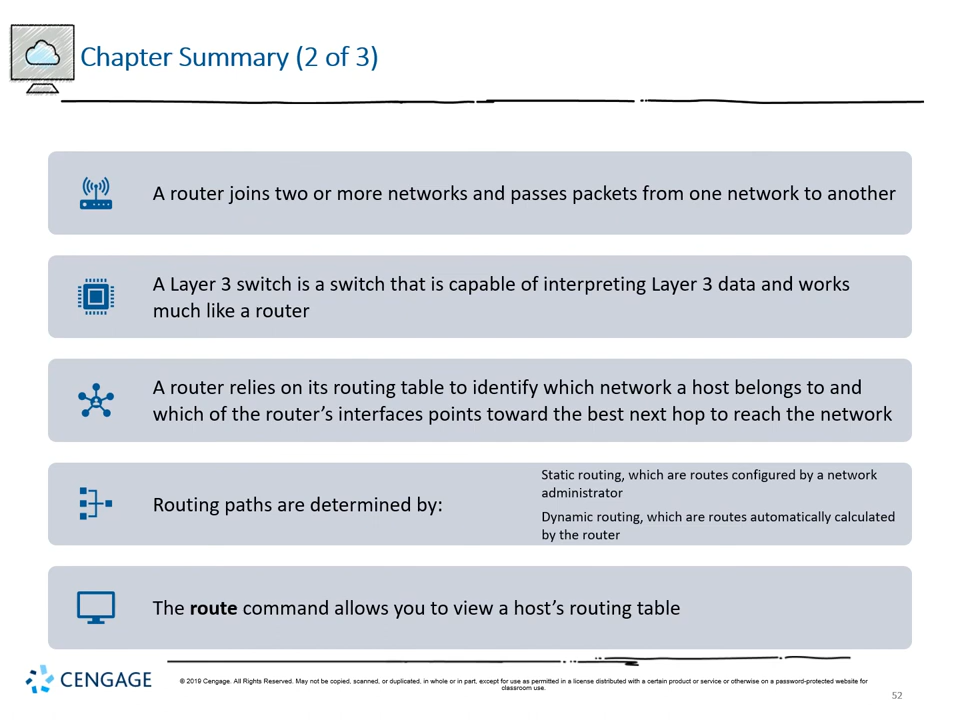 Chapter Summary (2 of 3)
A router joins two or more networks and passes packets from one network to another
A Layer 3 switch is a switch that is capable of interpreting Layer 3 data and works
much like a router
A router relies on its routing table to identify which network a host belongs to and
which of the router’s interfaces points toward the best next hop to reach the network
Routing paths are determined by:
Static routing, which are routes configured by a network
administrator
Dynamic routing, which are routes automatically calculated
by the router
The route command allows you to view a host’s routing table
CENGAGE
© 2019 Cengage. All Rights Reserved. May not be copied, scanned, or duplicated, in whole or in part, except for use as permitted in a license distributed with a certain product or service or otherwise on a password-protected website for
classroom use.
52